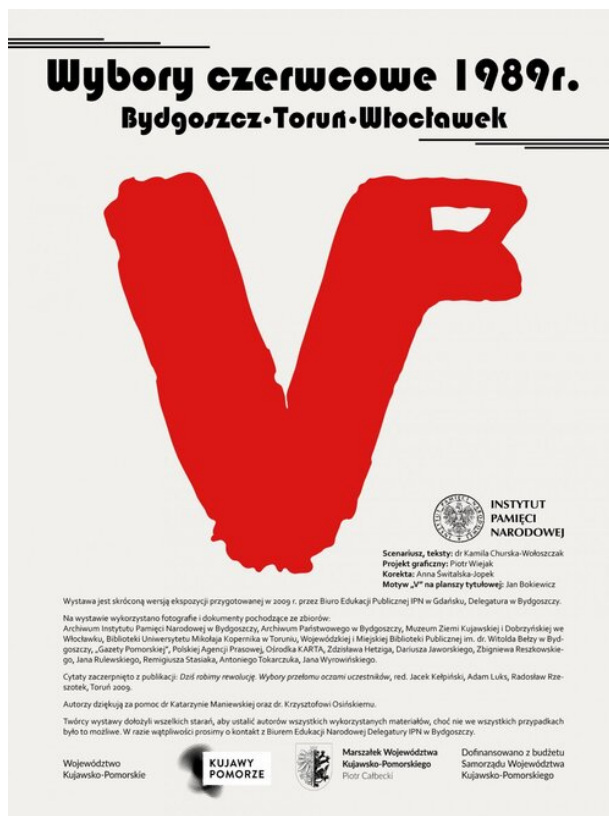 Wybory czerwcowe 1989r.
Bydgoszcz•Toruń•Włocławek
INSTYTUT
PAMIĘCI
NARODOWEJ
Scenariusz, teksty: dr Kamila Churska-Wołoszczak
Projekt graficzny: Piotr Wiejak
Korekta: Anna Świtalska-Jopek
Motyw „V” na planszy tytułowej: Jan Bokiewicz
Wystawa jest skróconą wersją ekspozycji przygotowanej w 2009 r. przez Biuro Edukacji Publicznej IPN w Gdańsku, Delegatura w Bydgoszczy.
Na wystawie wykorzystano fotografie i dokumenty pochodzące ze zbiorów:
Archiwum Instytutu Pamięci Narodowej w Bydgoszczy, Archiwum Państwowego w Bydgoszczy, Muzeum Ziemi Kujawskiej i Dobrzyńskiej we
Włocławku, Biblioteki Uniwersytetu Mikołaja Kopernika w Toruniu, Wojewódzkiej i Miejskiej Biblioteki Publicznej im. dr. Witolda Bełzy w Byd-
goszczy, „Gazety Pomorskiej”, Polskiej Agencji Prasowej, Ośrodka KARTA, Zdzisława Hetziga, Dariusza Jaworskiego, Zbigniewa Reszkowskie-
go, Jana Rulewskiego, Remigiusza Stasiaka, Antoniego Tokarczuka, Jana Wyrowińskiego.
Cytaty zaczerpnięto z publikacji: Dziś robimy rewolucję. Wybory przełomu oczami uczestników, red. Jacek Kełpiński, Adam Luks, Radosław Rze-
szotek, Toruń 2009.
Autorzy dziękują za pomoc dr Katarzynie Maniewskiej oraz dr. Krzysztofowi Osińskiemu.
Twórcy wystawy dołożyli wszelkich starań, aby ustalić autorów wszystkich wykorzystanych materiałów, choć nie we wszystkich przypadkach
było to możliwe. W razie wątpliwości prosimy o kontakt z Biurem Edukacji Narodowej Delegatury IPN w Bydgoszczy.
Województwo
Kujawsko-Pomorskie
KUJAWY
POMORZE
Marszałek Województwa
Kujawsko-Pomorskiego
Piotr Całbecki
Dofinansowano z budżetu
Samorządu Województwa
Kujawsko-Pomorskiego